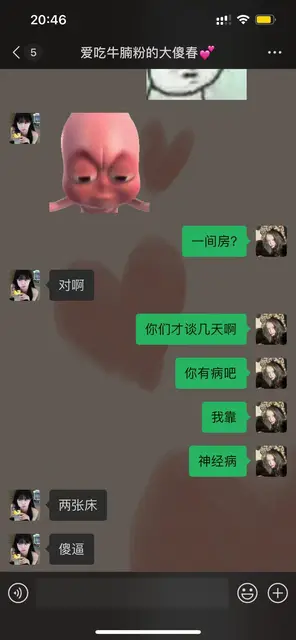 20:46
5
爱吃牛腩粉的大傻春💕
一间房?
对啊
你们才谈几天啊
你有病吧
我靠
神经病
两张床
傻逼